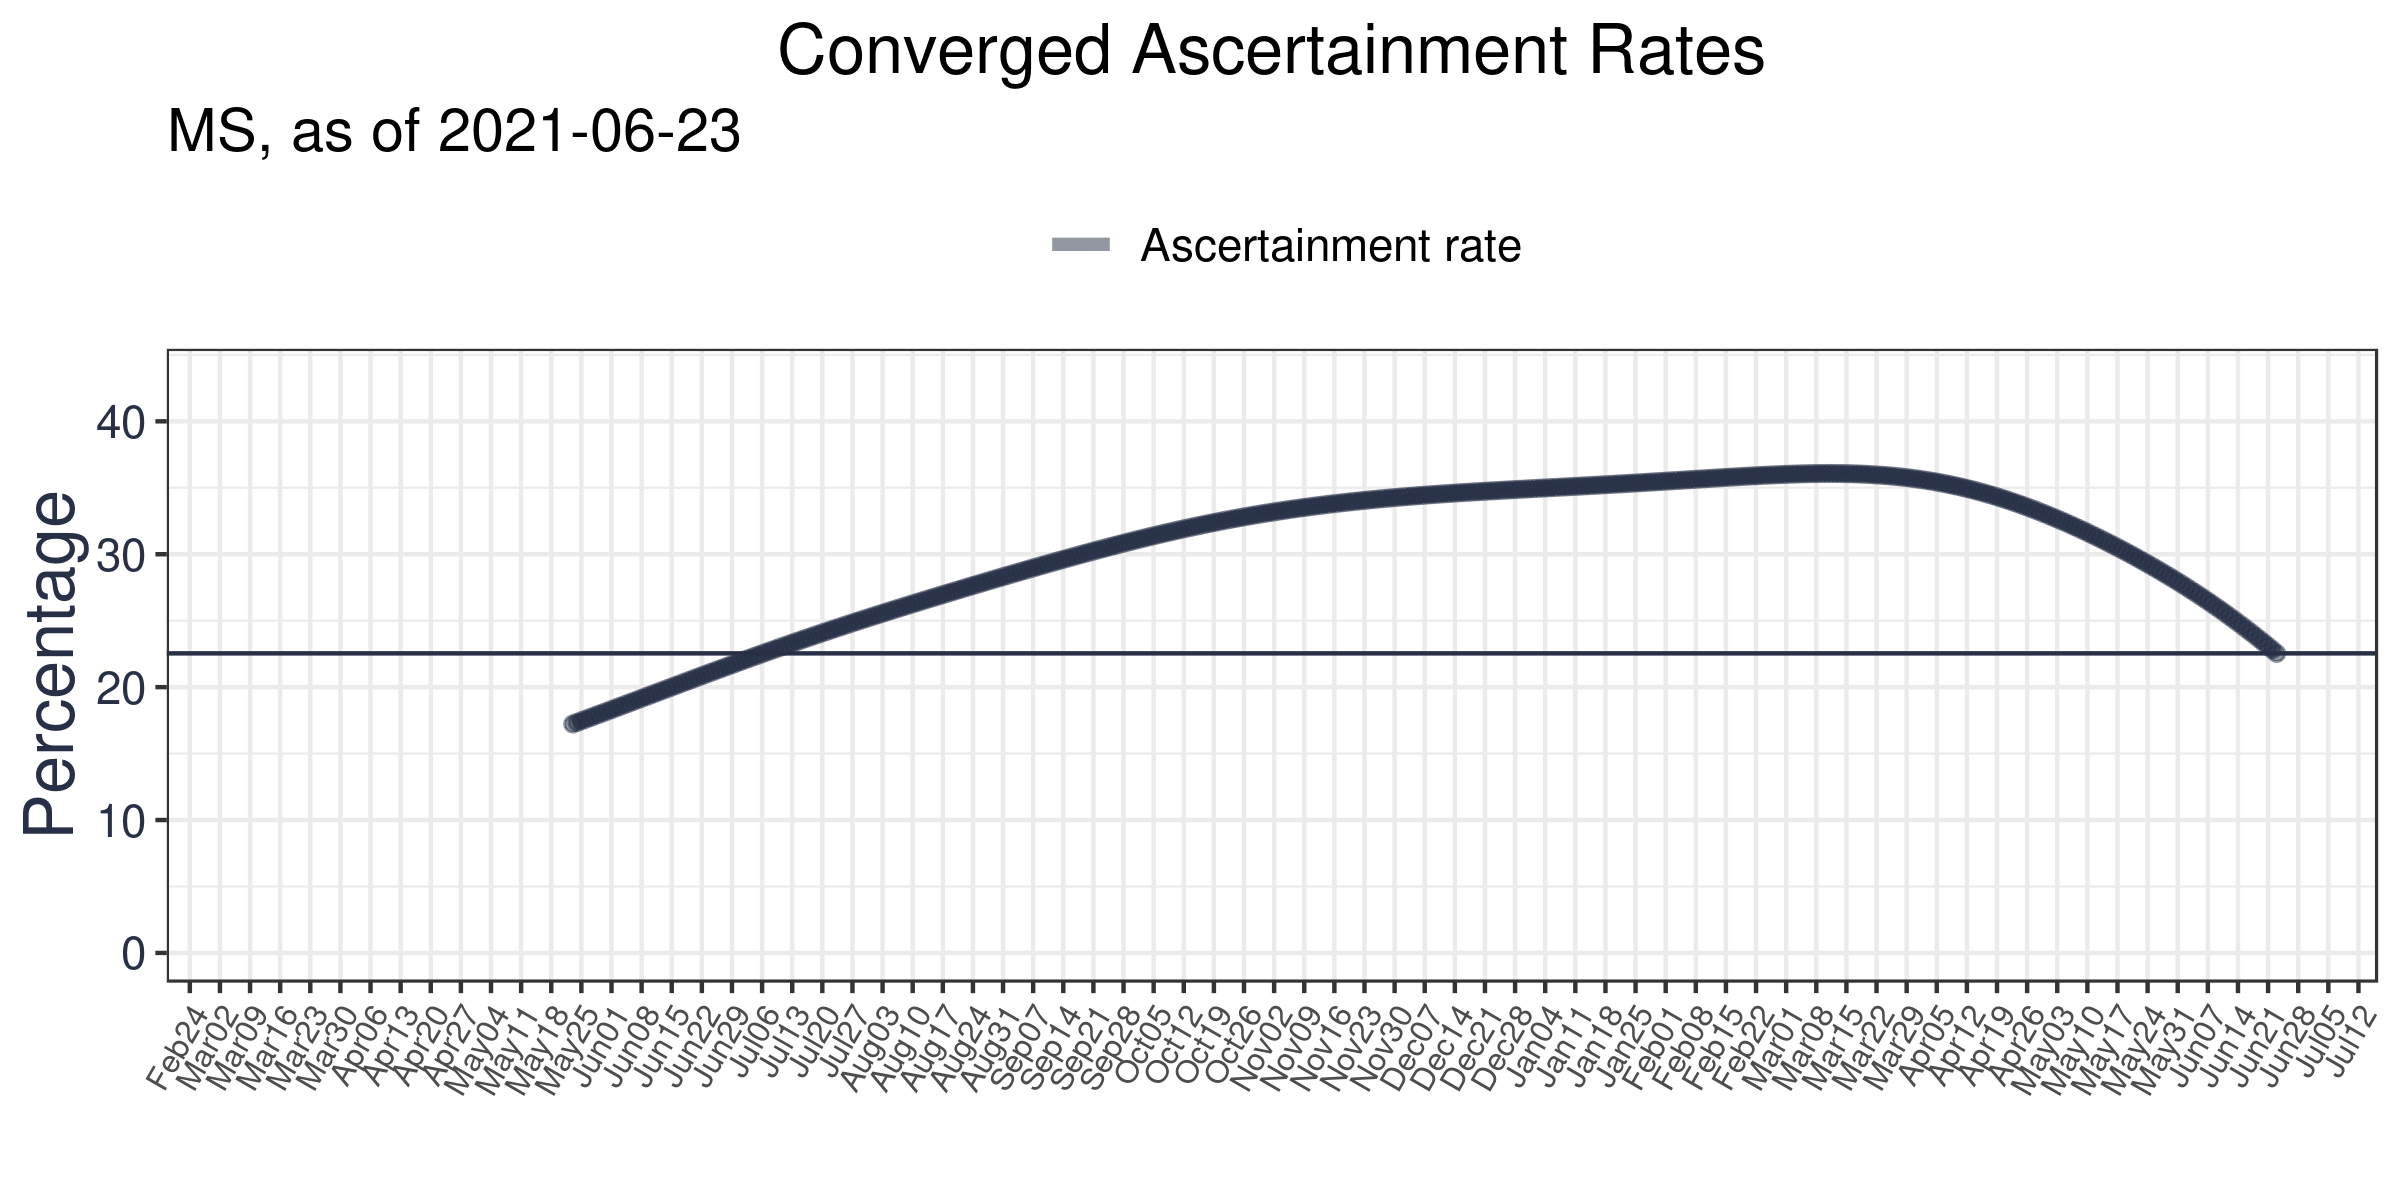 Converged Ascertainment Rates
MS, as of 2021-06-23
Ascertainment rate
Percentage
40
30
20
10
0
Feb24
Mar02
Mar09
Mar16
Mar23
Mar30
Apr06
Apr13
Apr20
Apr27
May04
May11
May18
May25
Jun01
Jun08
Jun15
Jun22
Jun29
Jul06
Jul13
Jul20
Jul27
Aug03
Aug10
Aug17
Aug24
Aug31
Sep07
Sep14
Sep21
Sep28
Oct05
Oct12
Oct19
Oct26
Nov02
Nov09
Nov16
Nov23
Nov30
Dec07
Dec14
Dec21
Dec28
Jan04
Jan11
Jan18
Jan25
Feb01
Feb08
Feb15
Feb22
Mar01
Mar08
Mar15
Mar22
Mar29
Apr05
Apr12
Apr19
Apr26
May03
May10
May17
May24
May31
Jun07
Jun14
Jun21
Jun28
Jul05
Jul12